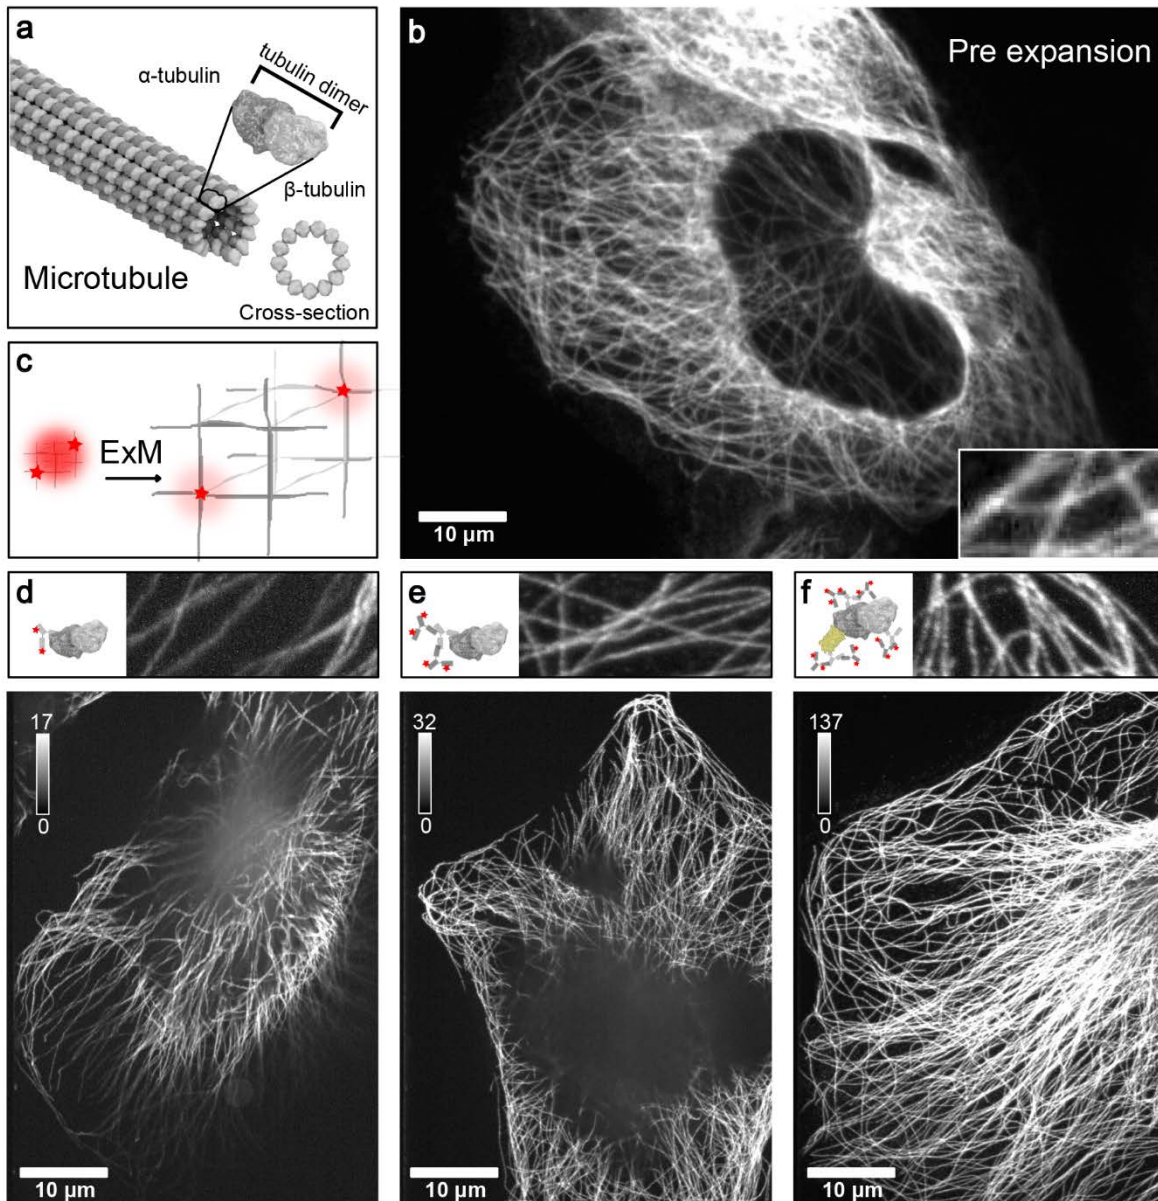 a
α-tubulin
tubulin dimer
β-tubulin
Microtubule
Cross-section
b
Pre expansion
10 µm
c
ExM
d
17
0
10 µm
e
32
0
10 µm
f
137
0
10 µm